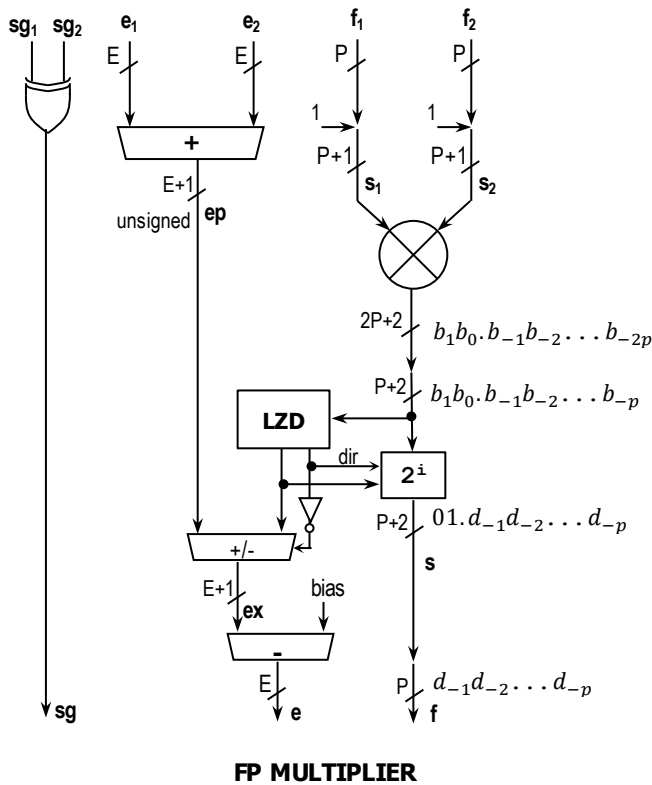 sg₁ sg₂ e₁ e₂ f₁ f₂
E E P P
1 1
+
P+1 P+1
E+1 s₁ s₂
unsigned ep
2P+2 b₁b₀.b₋₁b₋₂...b₋₂ₚ
P+2 b₁b₀.b₋₁b₋₂...b₋ₚ
LZD
dir
2ⁱ
P+2 01.d₋₁d₋₂...d₋ₚ
+/-
s
E+1 bias
ex
-
E P d₋₁d₋₂...d₋ₚ
sg e f
FP MULTIPLIER